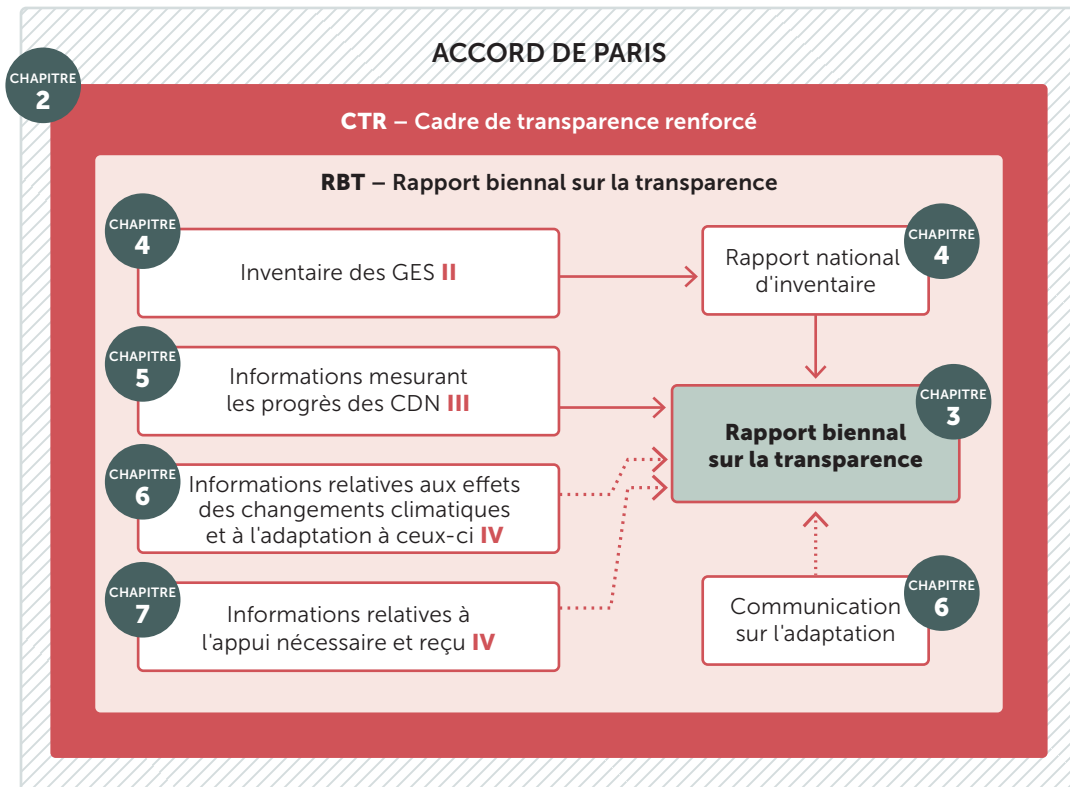 ACCORD DE PARIS
CHAPITRE
2
CTR – Cadre de transparence renforcé
RBT – Rapport biennal sur la transparence
CHAPITRE
4
Inventaire des GES II
CHAPITRE
4
Rapport national
d'inventaire
CHAPITRE
5
Informations mesurant
les progrès des CDN III
CHAPITRE
3
Rapport biennal
sur la transparence
CHAPITRE
6
Informations relatives aux effets
des changements climatiques
et à l'adaptation à ceux-ci IV
CHAPITRE
7
Informations relatives à
l'appui nécessaire et reçu IV
CHAPITRE
6
Communication
sur l'adaptation